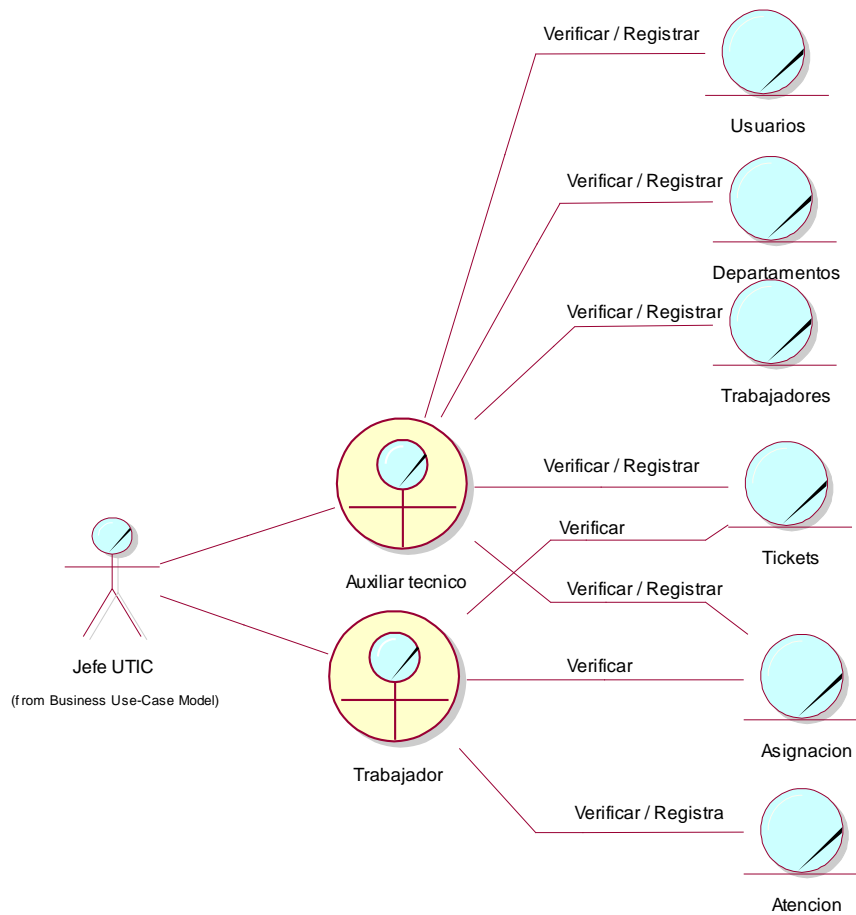 Verificar / Registrar
Usuarios
Verificar / Registrar
Departamentos
Verificar / Registrar
Trabajadores
Verificar / Registrar
Verificar
Tickets
Auxiliar tecnico
Verificar / Registrar
Jefe UTIC
(from Business Use-Case Model)
Verificar
Asignacion
Trabajador
Verificar / Registra
Atencion